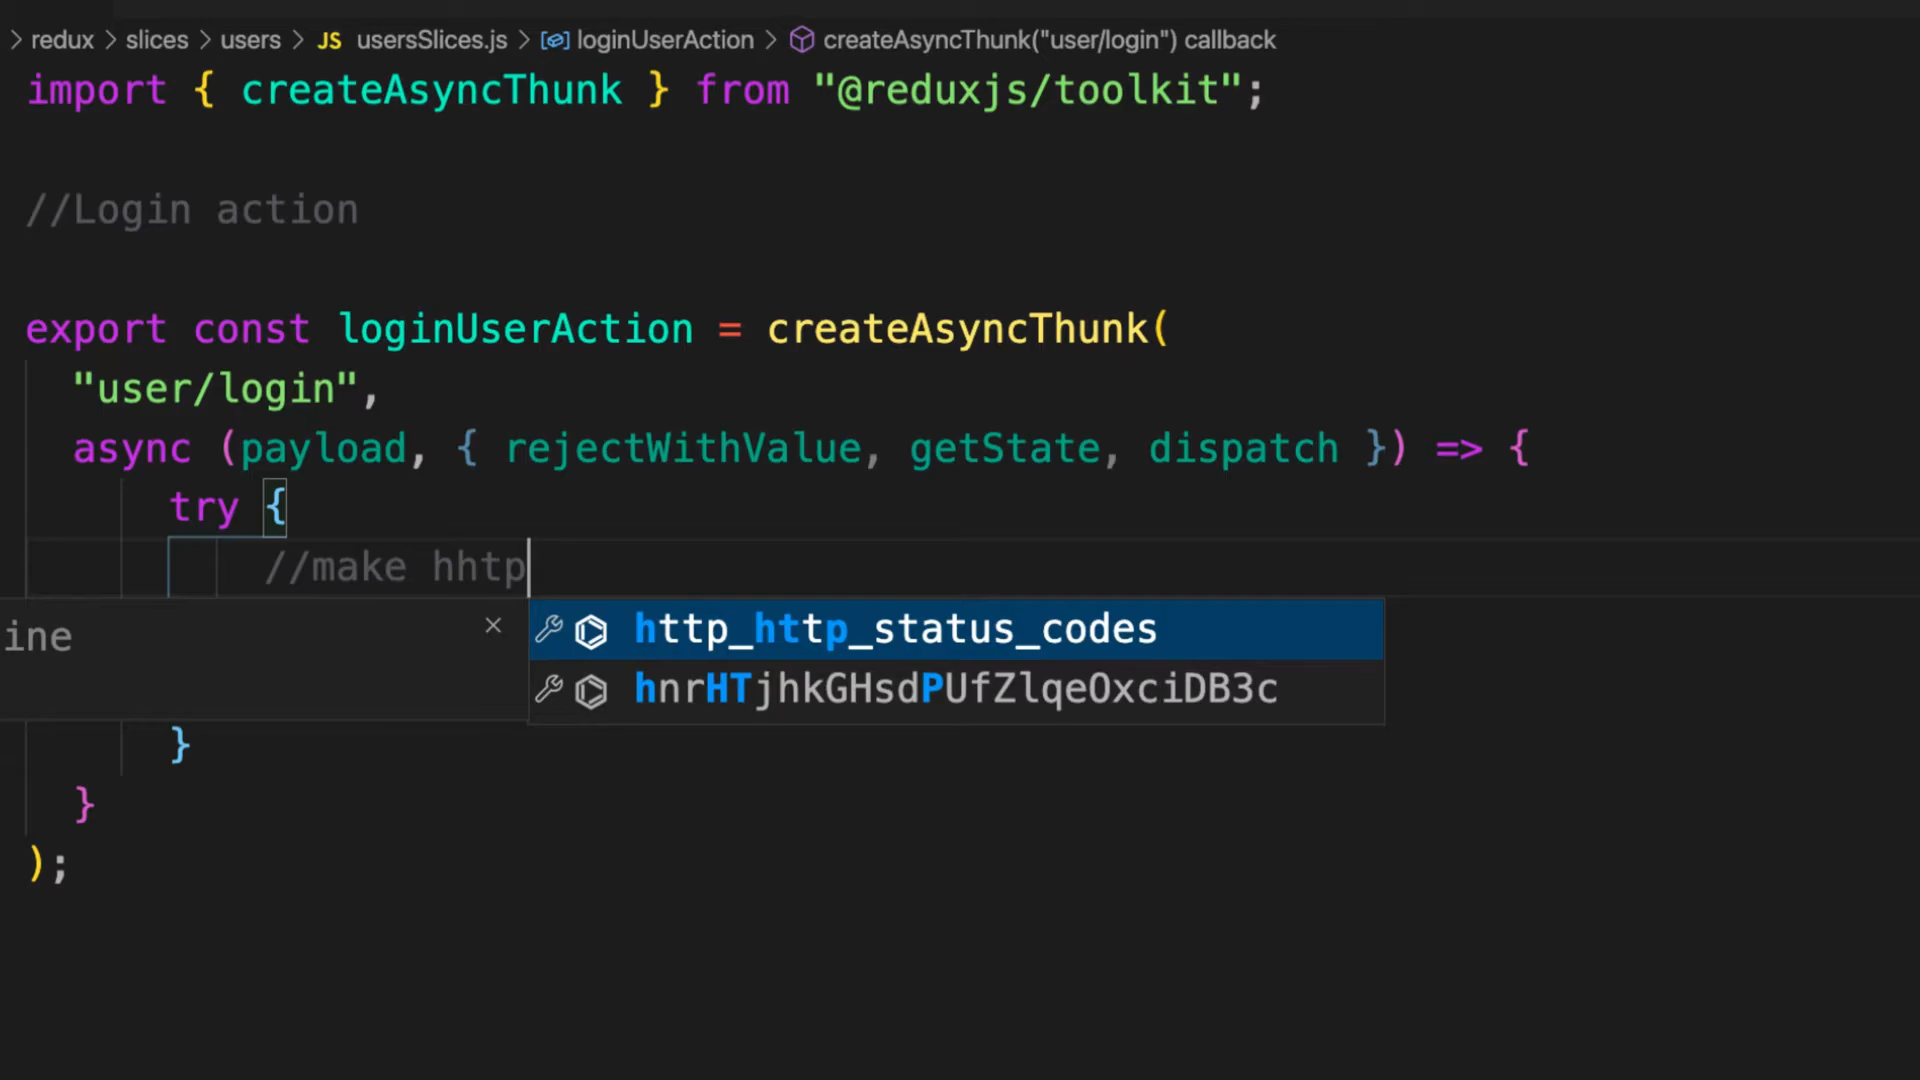 > redux > slices > users > JS usersSlices.js > loginUserAction > createAsyncThunk("user/login") callback
import { createAsyncThunk } from "@reduxjs/toolkit";
//Login action
export const loginUserAction = createAsyncThunk(
"user/login",
async (payload, { rejectWithValue, getState, dispatch }) => {
try {
//make hhtp
ine
http_http_status_codes
hnrHTjhkGHsdPUfZlqeOxciDB3c
}
}
);